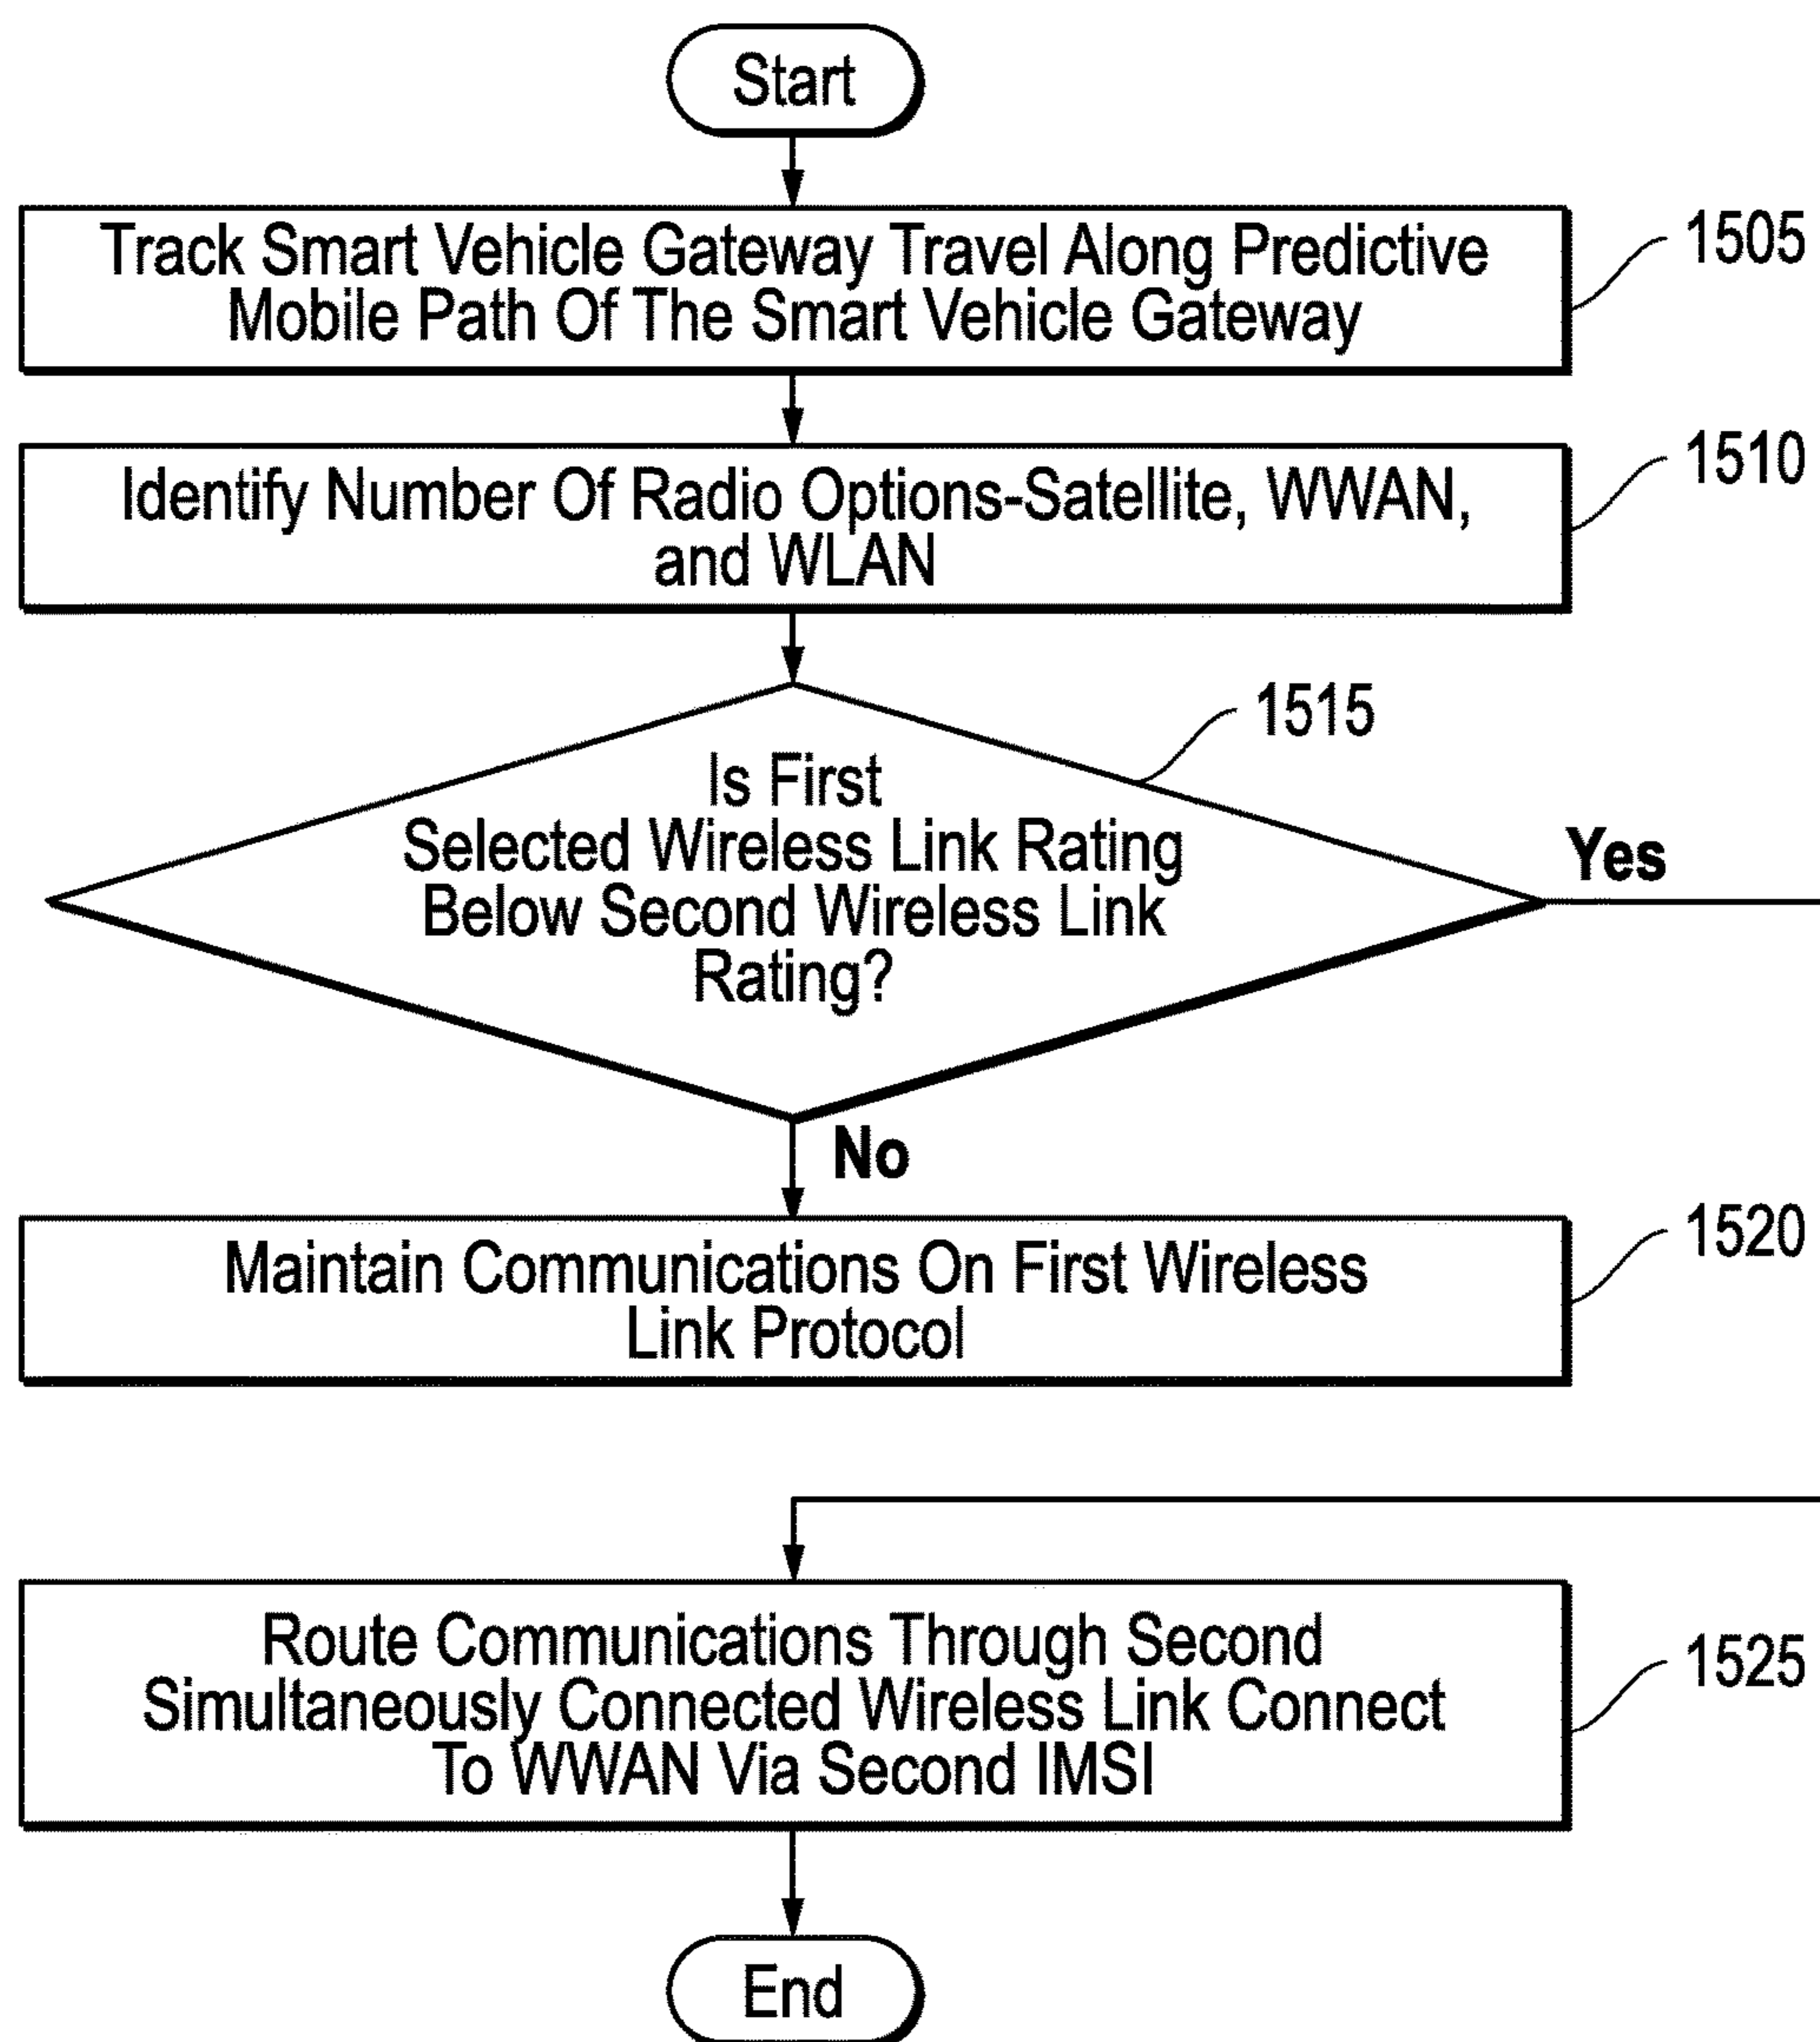 Start
Track Smart Vehicle Gateway Travel Along Predictive
Mobile Path Of The Smart Vehicle Gateway
1505
Identify Number Of Radio Options-Satellite, WWAN,
and WLAN
1510
1515
Is First
Selected Wireless Link Rating
Below Second Wireless Link
Rating?
Yes
No
Maintain Communications On First Wireless
Link Protocol
1520
Route Communications Through Second
Simultaneously Connected Wireless Link Connect
To WWAN Via Second IMSI
1525
End